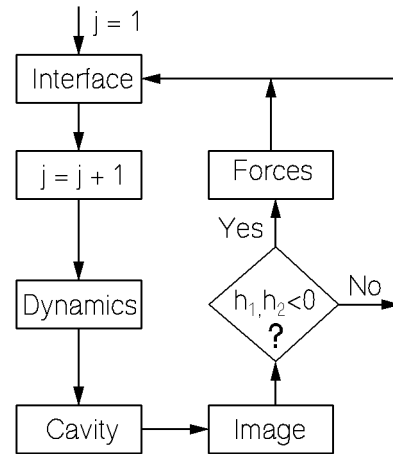 j = 1
Interface
j = j + 1
Forces
Yes
Dynamics
h₁,h₂<0
?
No
Cavity
Image